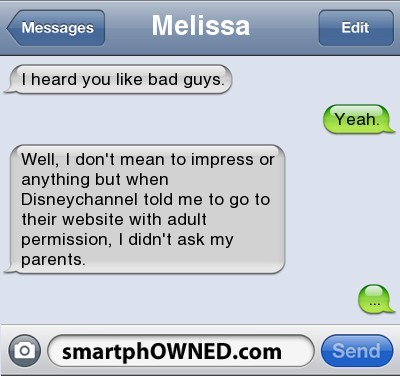 Messages
Melissa
Edit
I heard you like bad guys.
Yeah.
Well, I don't mean to impress or
anything but when
Disneychannel told me to go to
their website with adult
permission, I didn't ask my
parents.
...
smartphOWNED.com
Send